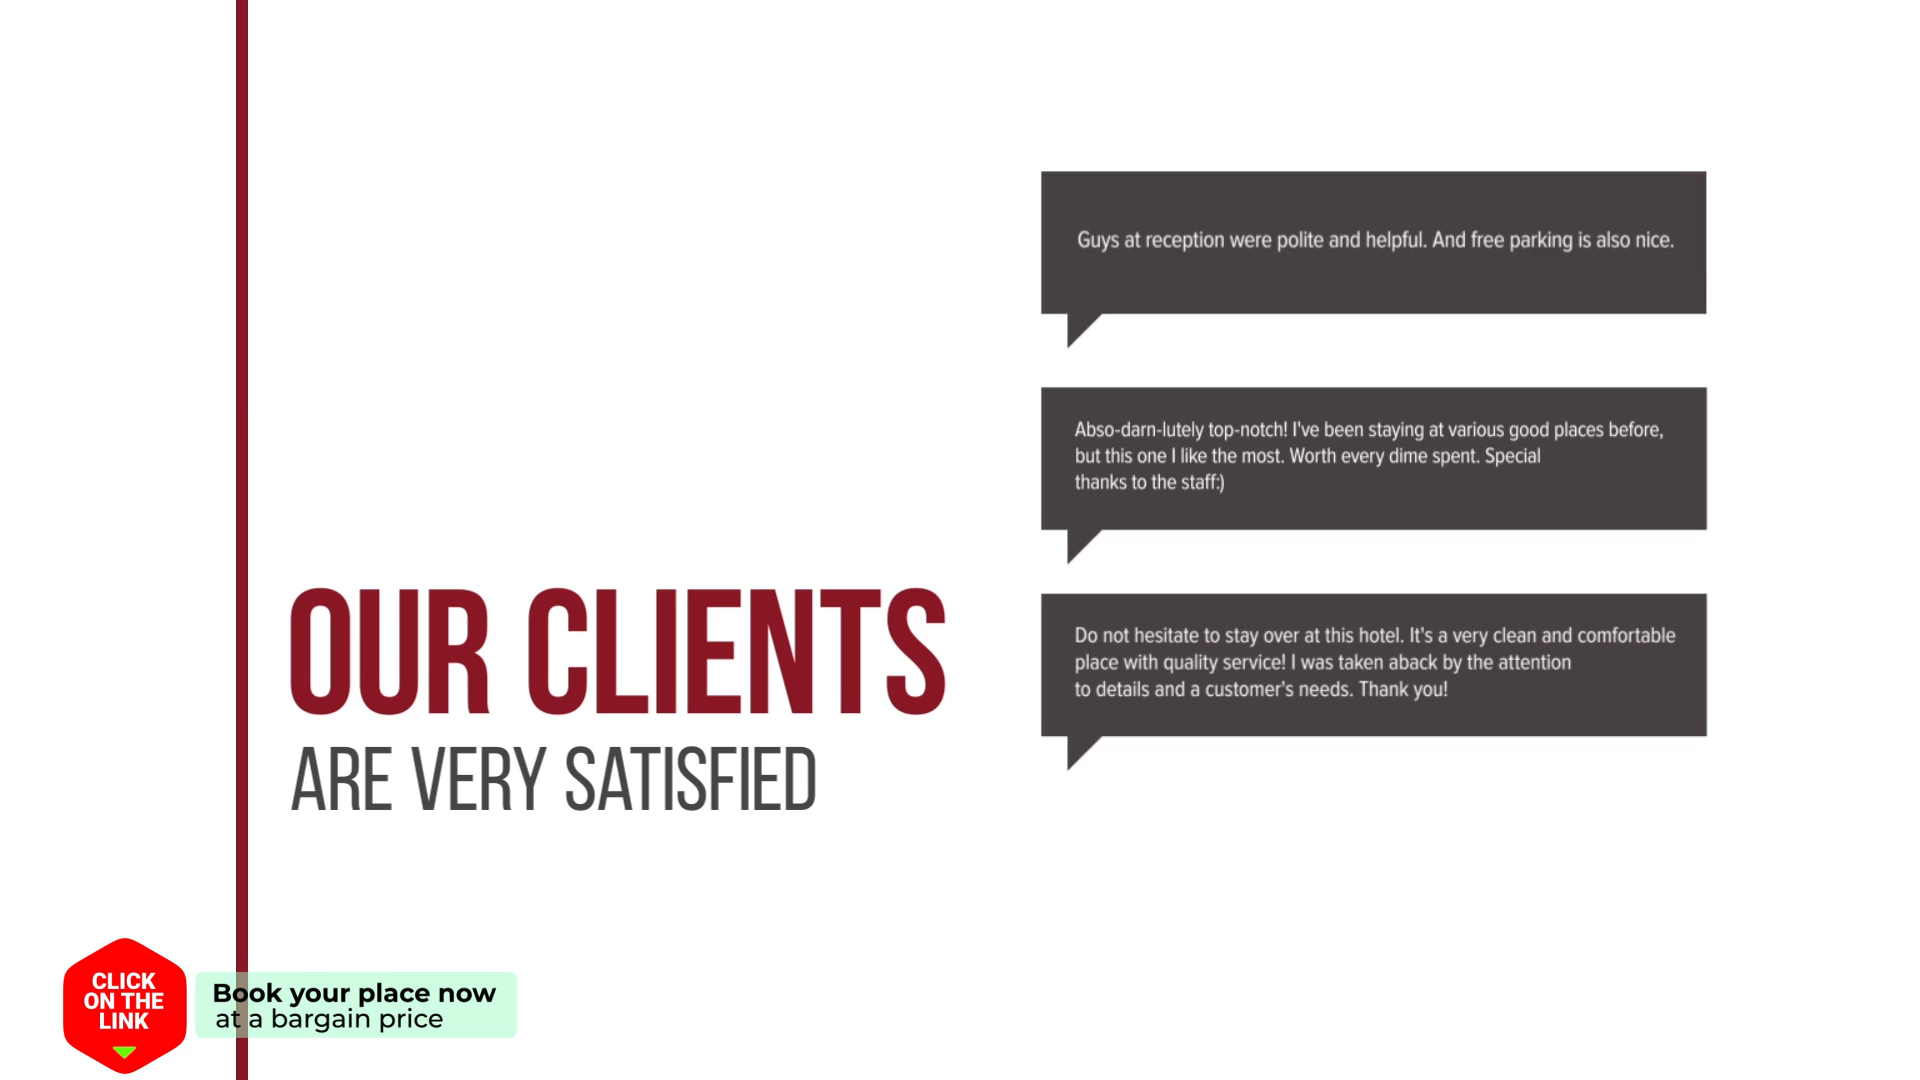 Guys at reception were polite and helpful. And free parking is also nice.
Abso-darn-lutely top-notch! I've been staying at various good places before,
but this one I like the most. Worth every dime spent. Special
thanks to the staff:)
Do not hesitate to stay over at this hotel. It's a very clean and comfortable
place with quality service! I was taken aback by the attention
to details and a customer's needs. Thank you!
OUR CLIENTS
ARE VERY SATISFIED
CLICK
ON THE
LINK
Book your place now
at a bargain price